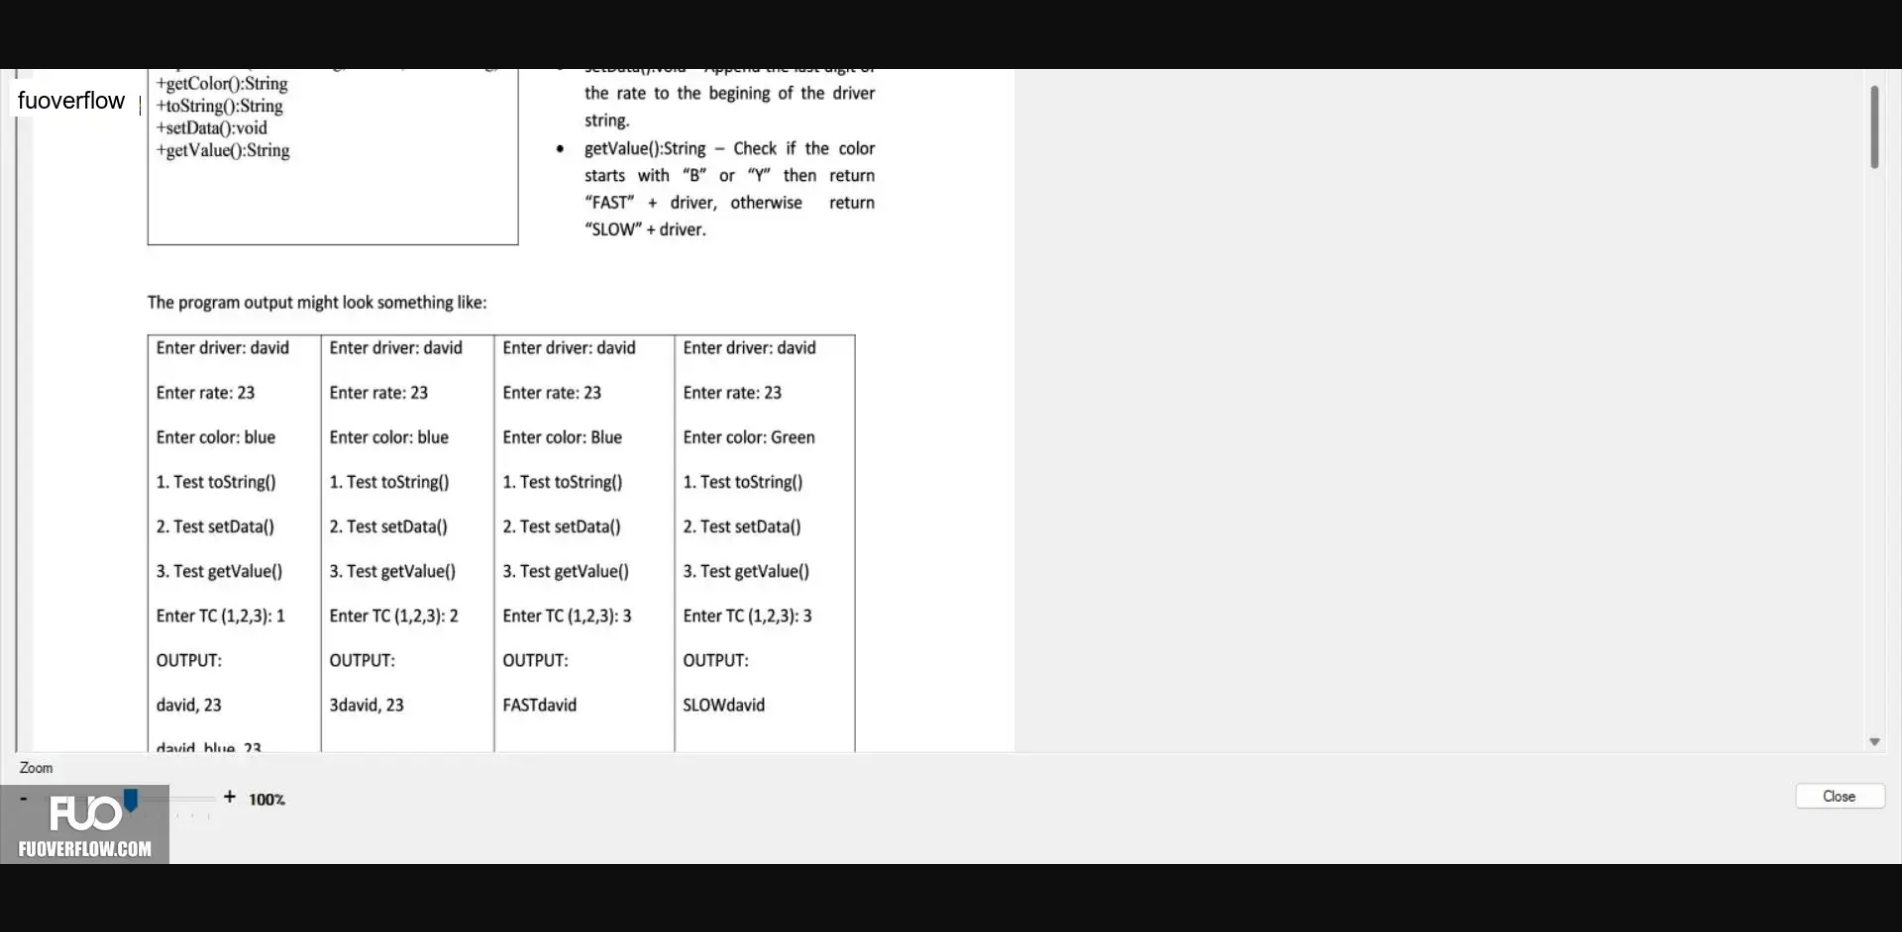 fuoverflow
+getColor():String
+toString():String
+setData():void
+getValue():String
setData():void – Append the last digit of
the rate to the begining of the driver
string.
• getValue():String – Check if the color
starts with “B” or “Y” then return
“FAST” + driver, otherwise return
“SLOW” + driver.
The program output might look something like:
Enter driver: david
Enter rate: 23
Enter color: blue
1. Test toString()
2. Test setData()
3. Test getValue()
Enter TC (1,2,3): 1
OUTPUT:
david, 23
david, blue, 23
Enter driver: david
Enter rate: 23
Enter color: blue
1. Test toString()
2. Test setData()
3. Test getValue()
Enter TC (1,2,3): 2
OUTPUT:
3david, 23
Enter driver: david
Enter rate: 23
Enter color: Blue
1. Test toString()
2. Test setData()
3. Test getValue()
Enter TC (1,2,3): 3
OUTPUT:
FASTdavid
Enter driver: david
Enter rate: 23
Enter color: Green
1. Test toString()
2. Test setData()
3. Test getValue()
Enter TC (1,2,3): 3
OUTPUT:
SLOWdavid
Zoom
- + 100%
Close
FUO
FUOVERFLOW.COM